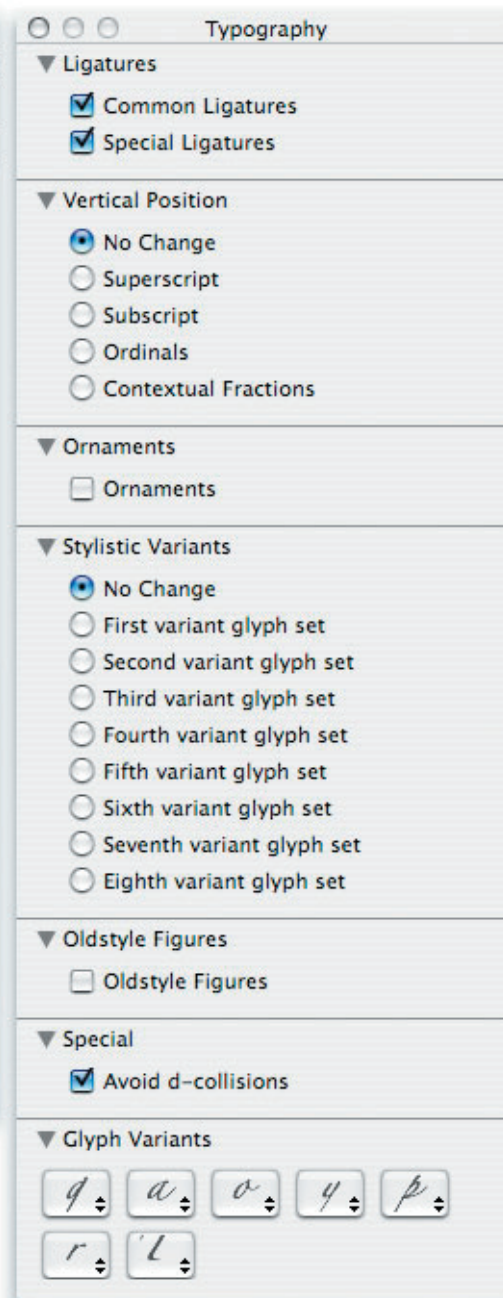 Typography
Ligatures
Common Ligatures
Special Ligatures
Vertical Position
No Change
Superscript
Subscript
Ordinals
Contextual Fractions
Ornaments
Ornaments
Stylistic Variants
No Change
First variant glyph set
Second variant glyph set
Third variant glyph set
Fourth variant glyph set
Fifth variant glyph set
Sixth variant glyph set
Seventh variant glyph set
Eighth variant glyph set
Oldstyle Figures
Oldstyle Figures
Special
Avoid d-collisions
Glyph Variants
q a o y p
r l